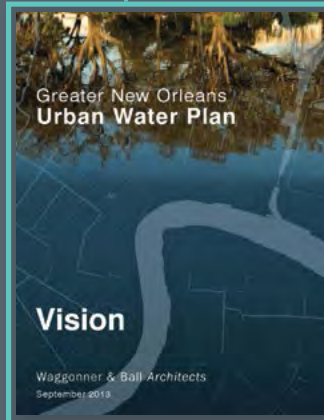 Greater New Orleans
Urban Water Plan
Vision
Waggonner & Ball Architects
September 2013